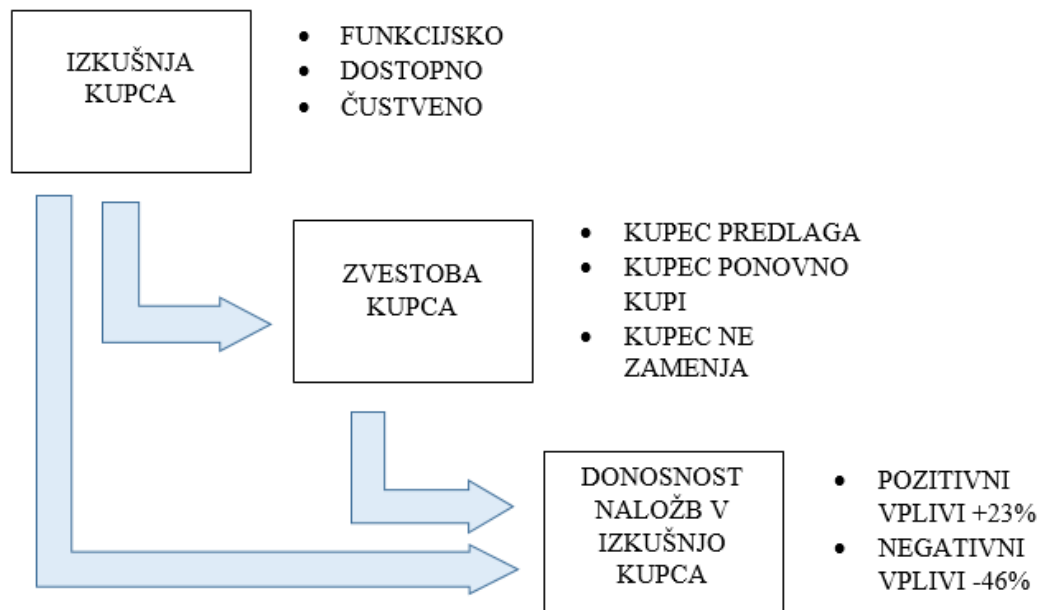 IZKUŠNJA
KUPCA
• FUNKCIJSKO
• DOSTOPNO
• ČUSTVENO
ZVESTOBA
KUPCA
• KUPEC PREDLAGA
• KUPEC PONOVNO
KUPI
• KUPEC NE
ZAMENJA
DONOSNOST
NALOŽB V
IZKUŠNJO
KUPCA
• POZITIVNI
VPLIVI +23%
• NEGATIVNI
VPLIVI -46%